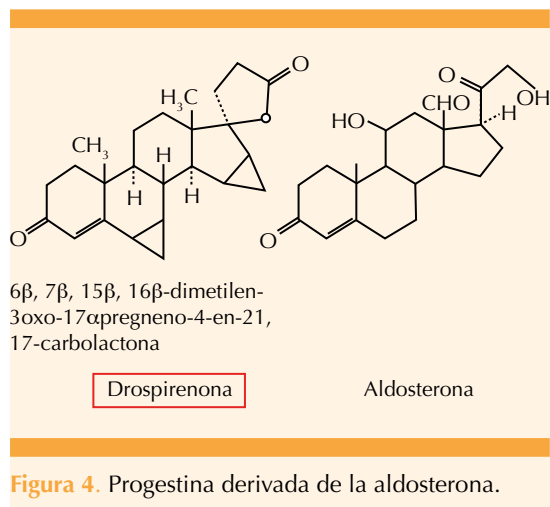 O
H₃C
O
CH₃
H
H
H
O
O
CHO
OH
H
HO
O
6β, 7β, 15β, 16β-dimetilen-
3oxo-17αpregneno-4-en-21,
17-carbolactona
Drospirenona
Aldosterona
Figura 4. Progestina derivada de la aldosterona.